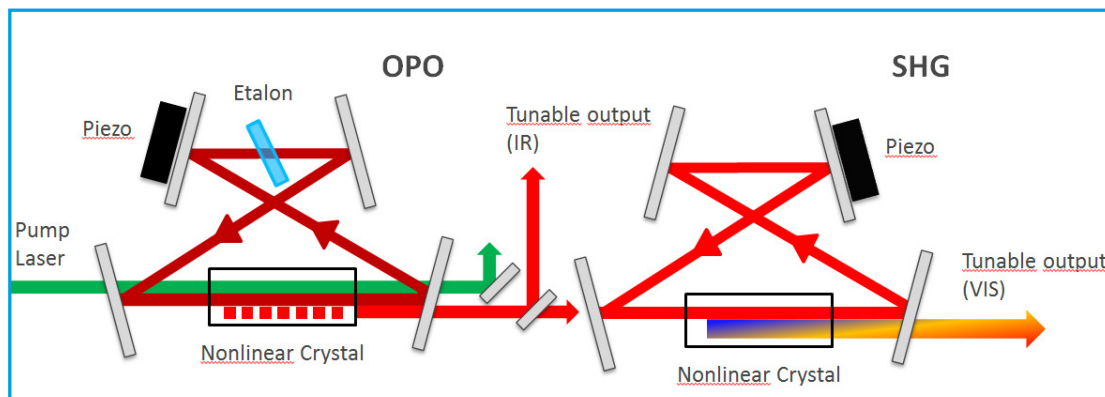 OPO
SHG
Etalon
Piezo
Tunable output
(IR)
Piezo
Pump
Laser
Tunable output
(VIS)
Nonlinear Crystal
Nonlinear Crystal